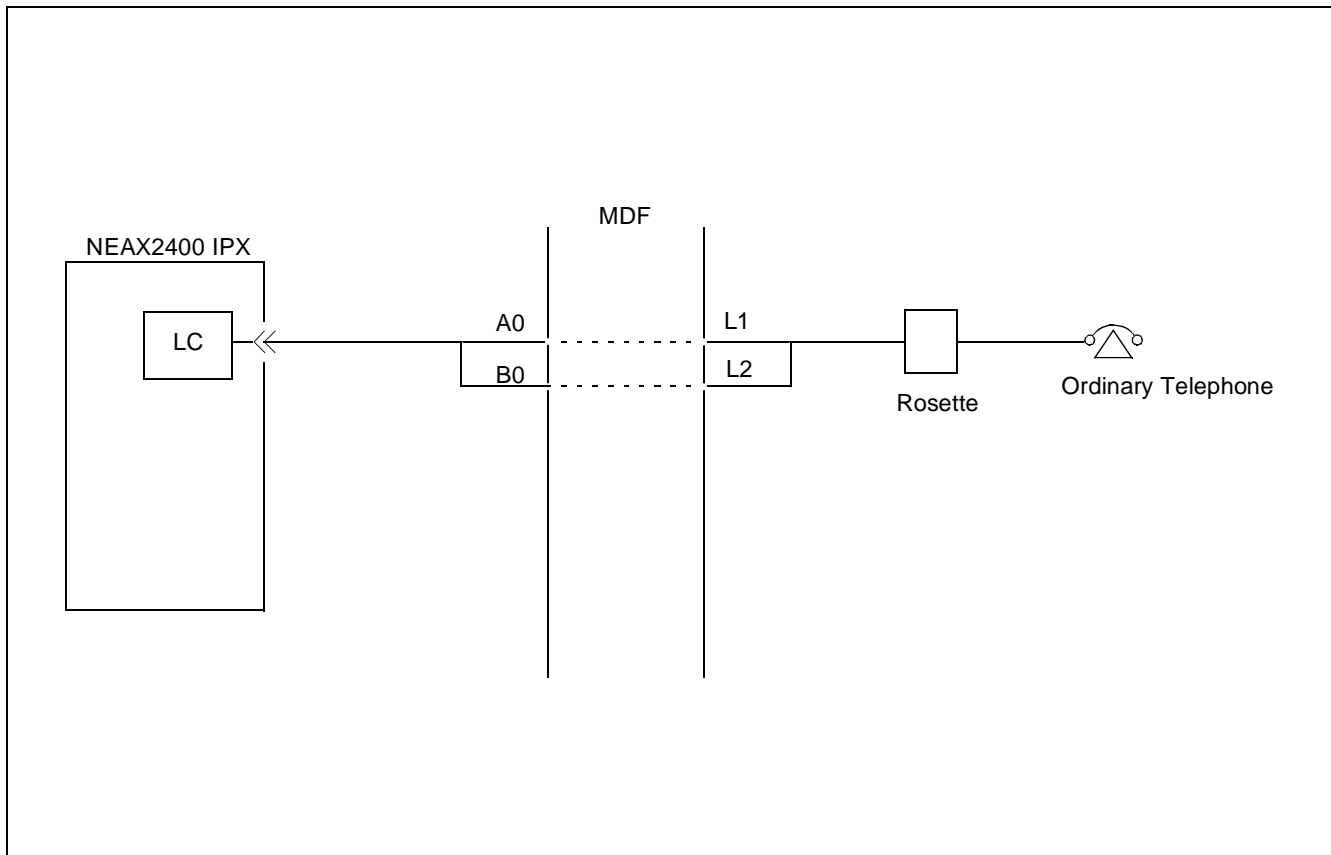 MDF
NEAX2400 IPX
LC
A0
B0
L1
L2
Rosette
Ordinary Telephone